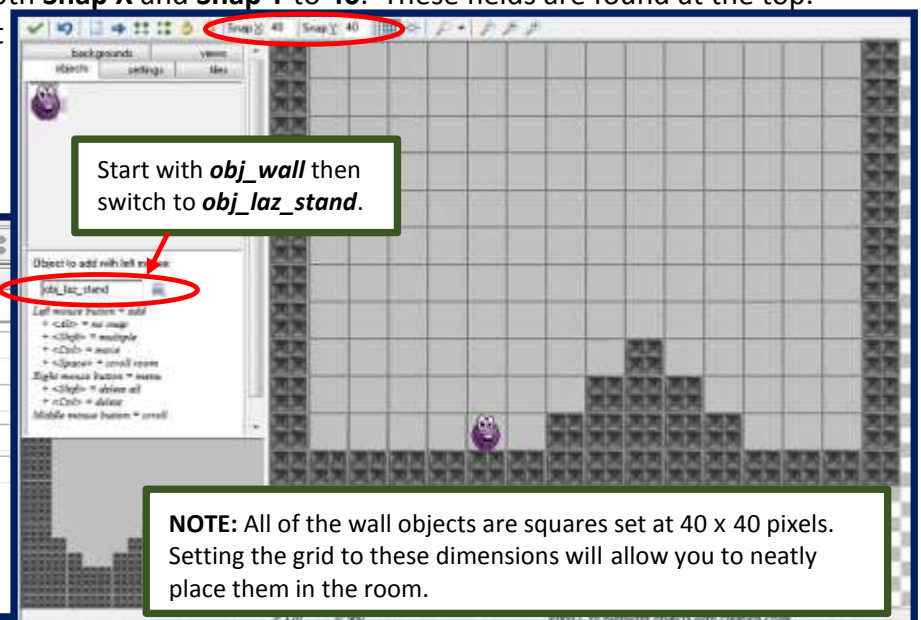 oth Snap X and Snap Y to 40. These fields are found at the top.
Snap X: 40 Snap Y: 40
backgrounds views
objects settings tiles
Start with obj_wall then
switch to obj_laz_stand.
Object to add with left mouse:
obj_laz_stand
Left mouse button = add
+ <Alt> = no snap
+ <Shift> = multiple
+ <Ctrl> = move
+ <Space> = scroll room
Right mouse button = menu
+ <Shift> = delete all
+ <Ctrl> = delete
Middle mouse button = scroll
NOTE: All of the wall objects are squares set at 40 x 40 pixels.
Setting the grid to these dimensions will allow you to neatly
place them in the room.